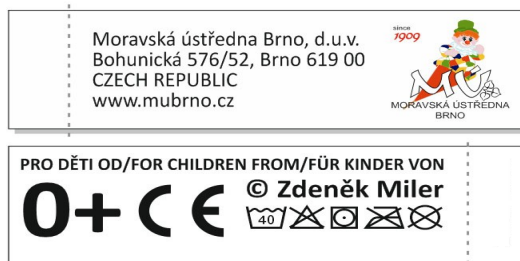 Moravská ústředna Brno, d.u.v.
Bohunická 576/52, Brno 619 00
CZECH REPUBLIC
www.mubrno.cz
since
1909
MU
MORAVSKÁ ÚSTŘEDNA
BRNO
PRO DĚTI OD/FOR CHILDREN FROM/FÜR KINDER VON
0+ CE
© Zdeněk Miler
40